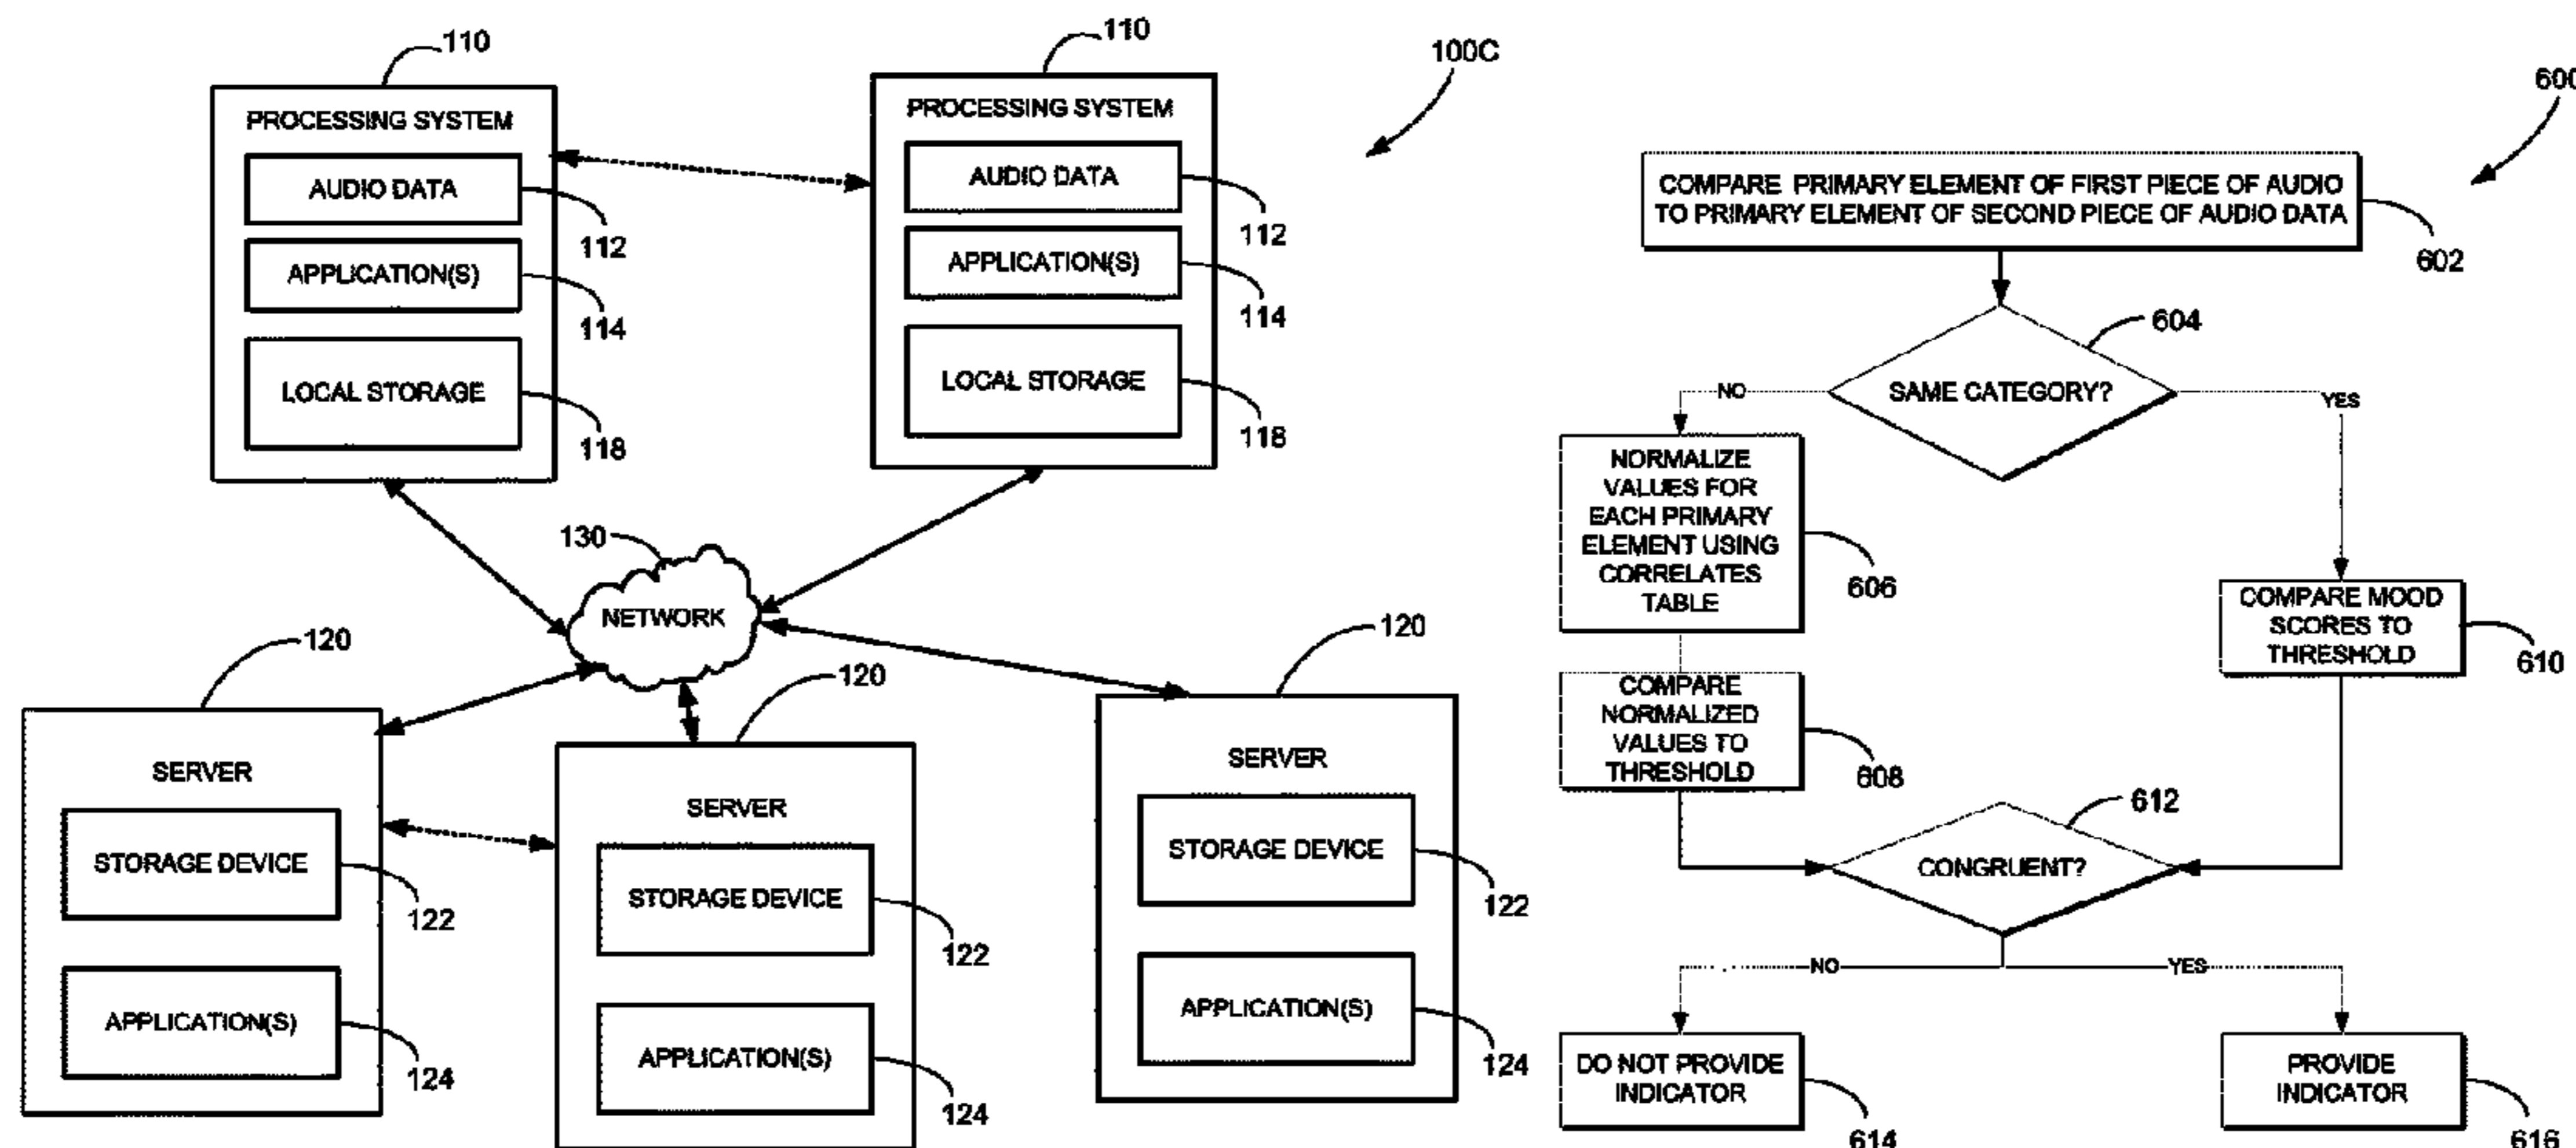 110
PROCESSING SYSTEM
AUDIO DATA
112
APPLICATION(S)
114
LOCAL STORAGE
118
110
PROCESSING SYSTEM
AUDIO DATA
112
APPLICATION(S)
114
LOCAL STORAGE
118
100C
130
NETWORK
120
SERVER
STORAGE DEVICE
122
APPLICATION(S)
124
120
SERVER
STORAGE DEVICE
122
APPLICATION(S)
124
120
SERVER
STORAGE DEVICE
122
APPLICATION(S)
124
600
COMPARE PRIMARY ELEMENT OF FIRST PIECE OF AUDIO
TO PRIMARY ELEMENT OF SECOND PIECE OF AUDIO DATA
602
604
SAME CATEGORY?
NO
YES
NORMALIZE
VALUES FOR
EACH PRIMARY
ELEMENT USING
CORRELATES
TABLE
606
COMPARE MOOD
SCORES TO
THRESHOLD
610
COMPARE
NORMALIZED
VALUES TO
THRESHOLD
608
612
CONGRUENT?
NO
YES
DO NOT PROVIDE
INDICATOR
614
PROVIDE
INDICATOR
616